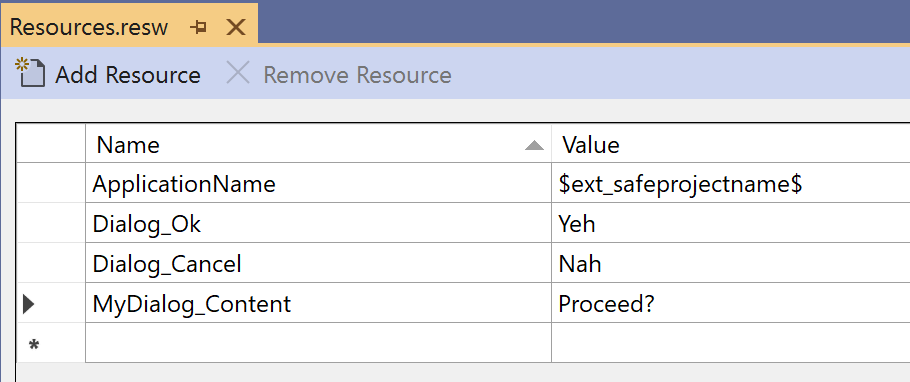 Resources.resw
Add Resource Remove Resource
Name Value
ApplicationName $ext_safeprojectname$
Dialog_Ok Yeh
Dialog_Cancel Nah
MyDialog_Content Proceed?
*